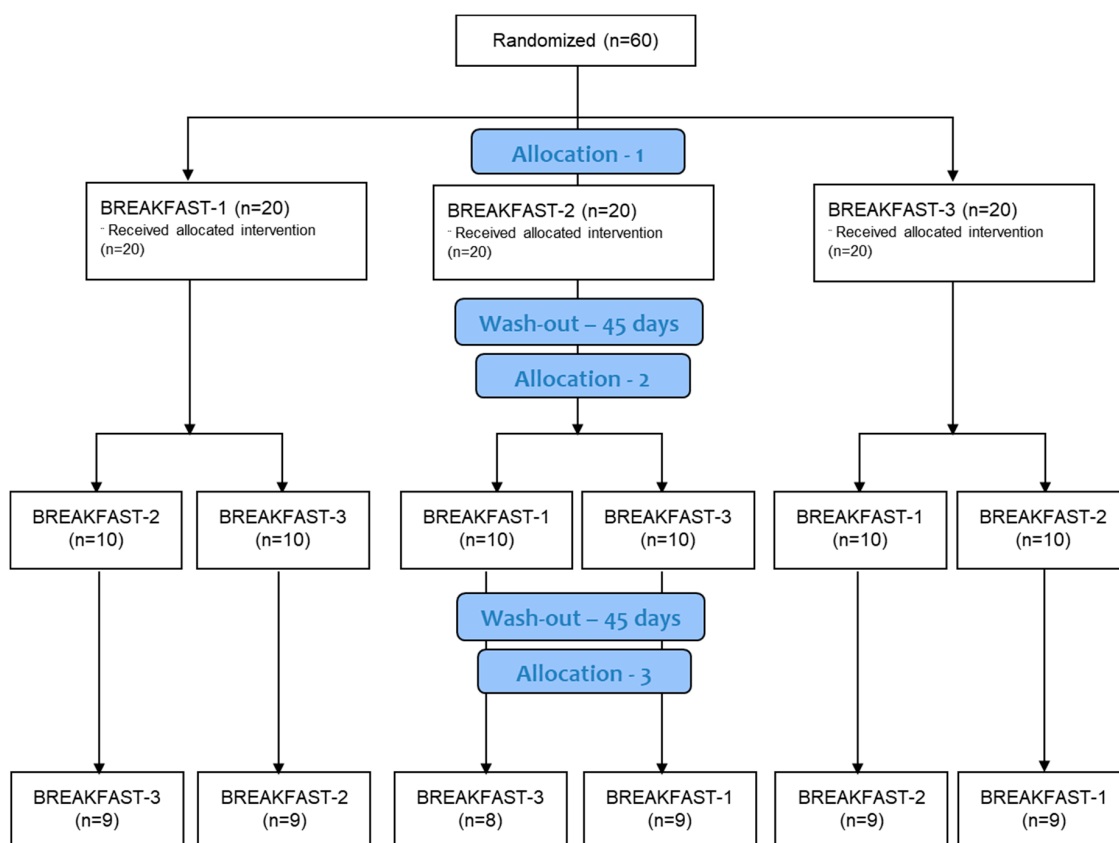 Randomized (n=60)
Allocation - 1
BREAKFAST-1 (n=20)
- Received allocated intervention
(n=20)
BREAKFAST-2 (n=20)
- Received allocated intervention
(n=20)
BREAKFAST-3 (n=20)
- Received allocated intervention
(n=20)
Wash-out – 45 days
Allocation - 2
BREAKFAST-2
(n=10)
BREAKFAST-3
(n=10)
BREAKFAST-1
(n=10)
BREAKFAST-3
(n=10)
BREAKFAST-1
(n=10)
BREAKFAST-2
(n=10)
Wash-out – 45 days
Allocation - 3
BREAKFAST-3
(n=9)
BREAKFAST-2
(n=9)
BREAKFAST-3
(n=8)
BREAKFAST-1
(n=9)
BREAKFAST-2
(n=9)
BREAKFAST-1
(n=9)